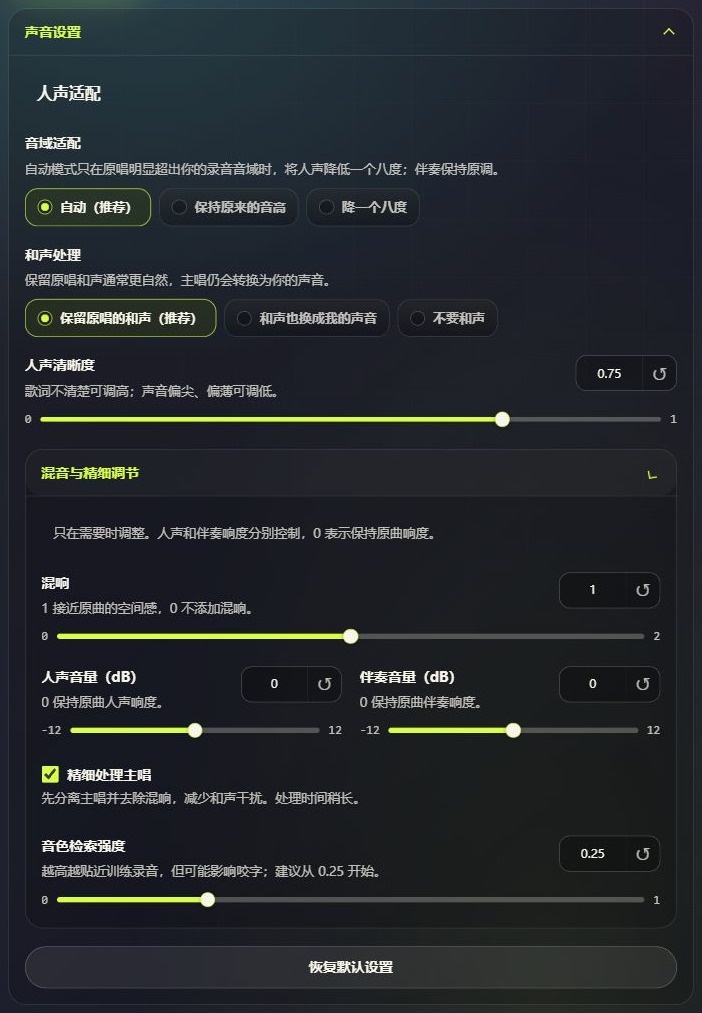 声音设置
人声适配
音域适配
自动模式只在原唱明显超出你的录音音域时，将人声降低一个八度；伴奏保持原调。
自动（推荐） 保持原来的音高 降一个八度
和声处理
保留原唱和声通常更自然，主唱仍会转换为你的声音。
保留原唱的和声（推荐） 和声也换成我的声音 不要和声
人声清晰度 0.75
歌词不清楚可调高；声音偏尖、偏薄可调低。
0 1
混音与精细调节
只在需要时调整。人声和伴奏响度分别控制，0 表示保持原曲响度。
混响 1
1 接近原曲的空间感，0 不添加混响。
0 2
人声音量（dB） 0 伴奏音量（dB） 0
0 保持原曲人声响度。 0 保持原曲伴奏响度。
-12 12 -12 12
精细处理主唱
先分离主唱并去除混响，减少和声干扰。处理时间稍长。
音色检索强度 0.25
越高越贴近训练录音，但可能影响咬字；建议从 0.25 开始。
0 1
恢复默认设置